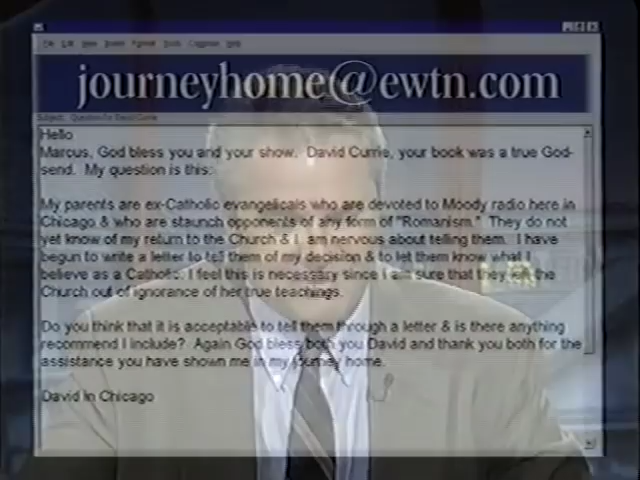 journeyhome@ewtn.com
Subject:
Hello
Marcus, God bless you and your show. David Currie, your book was a true God-
send. My question is this:
My parents are ex-Catholic evangelicals who are devoted to Moody radio here in
Chicago & who are staunch opponents of any form of "Romanism." They do not
yet know of my return to the Church & I am nervous about telling them. I have
begun to write a letter to tell them of my decision & to let them know what I
believe as a Catholic. I feel this is necessary since I am sure that they left the
Church out of ignorance of her true teachings.
Do you think that it is acceptable to tell them through a letter & is there anything
recommend I include? Again God bless both you David and thank you both for the
assistance you have shown me in my journey home.
David in Chicago